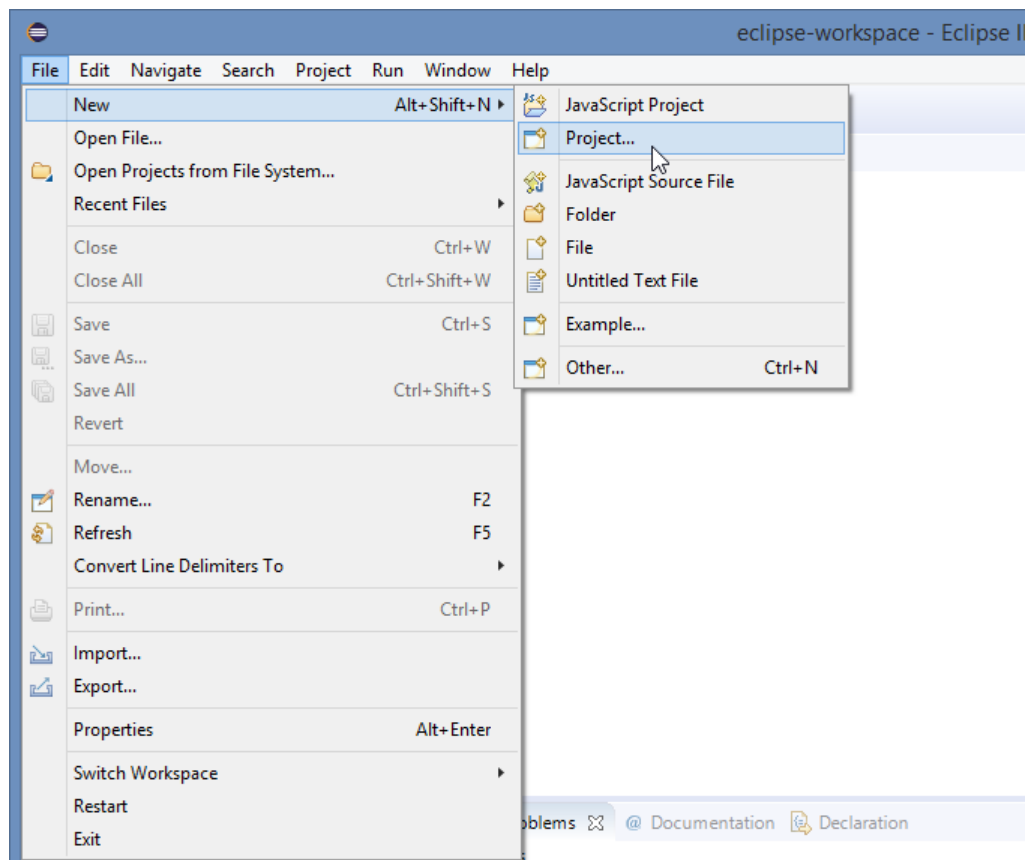 eclipse-workspace - Eclipse
File Edit Navigate Search Project Run Window Help
New Alt+Shift+N
Open File...
Open Projects from File System...
Recent Files
Close Ctrl+W
Close All Ctrl+Shift+W
Save Ctrl+S
Save As...
Save All Ctrl+Shift+S
Revert
Move...
Rename... F2
Refresh F5
Convert Line Delimiters To
Print... Ctrl+P
Import...
Export...
Properties Alt+Enter
Switch Workspace
Restart
Exit
JavaScript Project
Project...
JavaScript Source File
Folder
File
Untitled Text File
Example...
Other... Ctrl+N
oblems @ Documentation Declaration